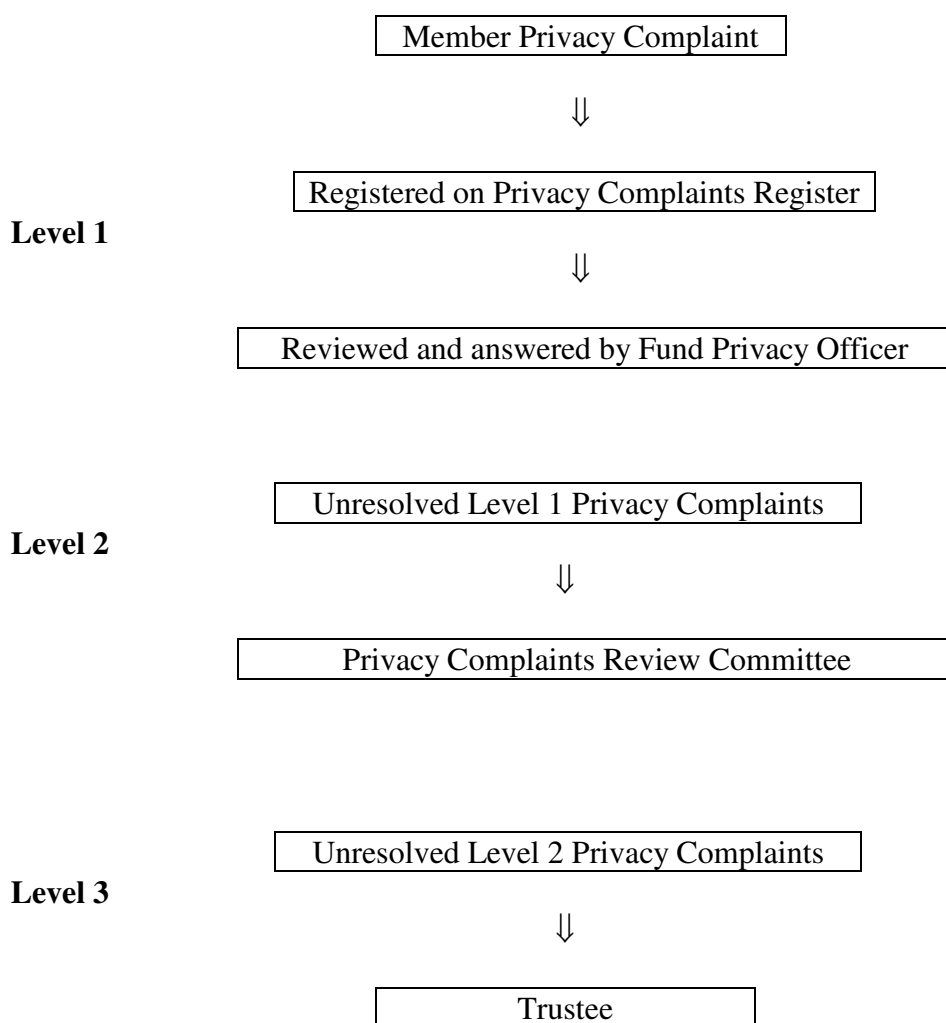 Member Privacy Complaint
⇓
Registered on Privacy Complaints Register
Level 1
⇓
Reviewed and answered by Fund Privacy Officer
Unresolved Level 1 Privacy Complaints
Level 2
⇓
Privacy Complaints Review Committee
Unresolved Level 2 Privacy Complaints
Level 3
⇓
Trustee